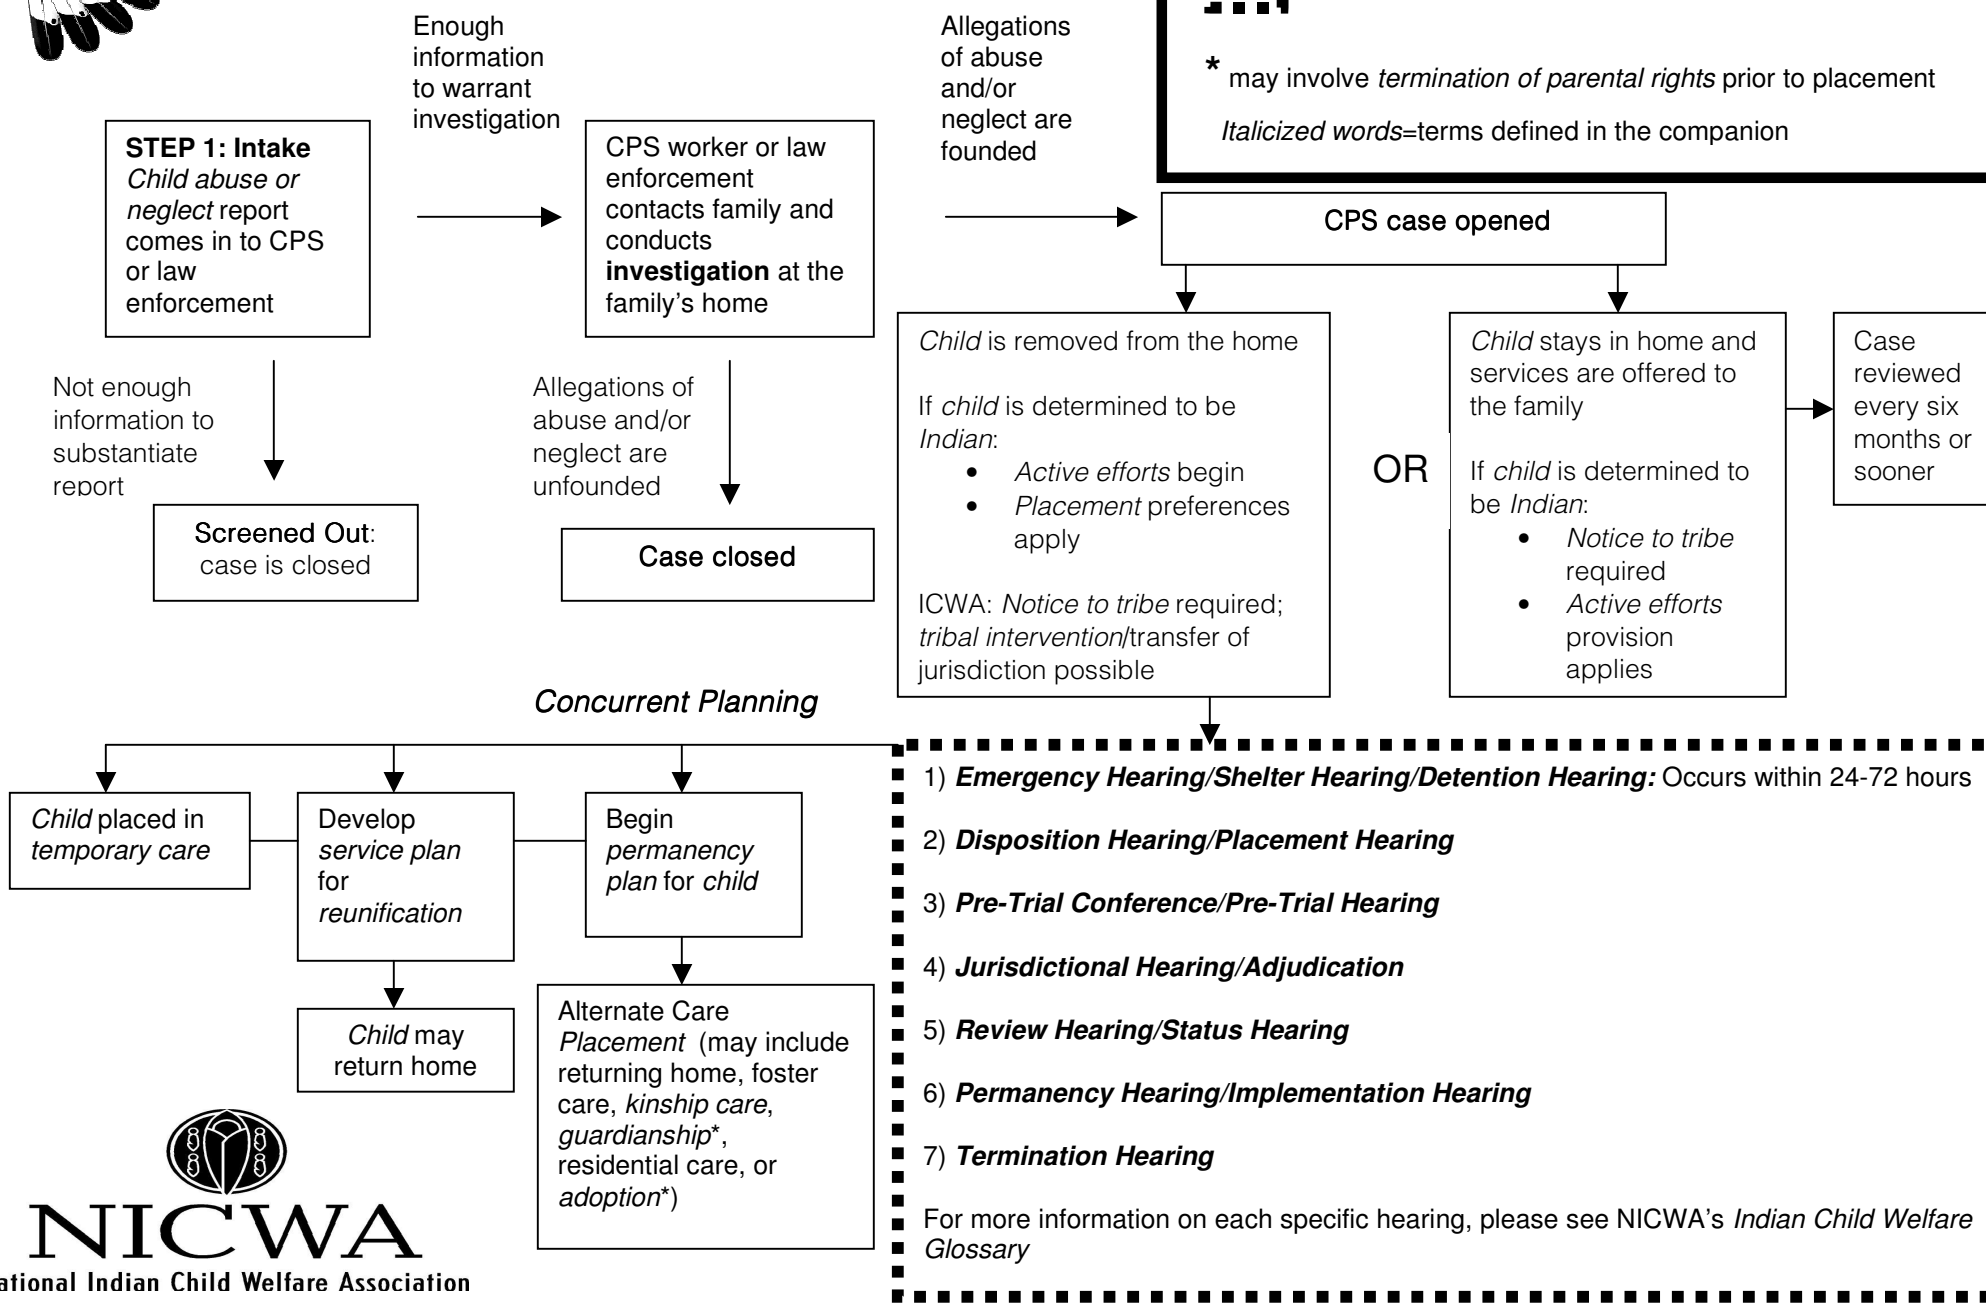 Enough
information
to warrant
investigation
Allegations
of abuse
and/or
neglect are
founded
* may involve termination of parental rights prior to placement
Italicized words=terms defined in the companion
STEP 1: Intake
Child abuse or
neglect report
comes in to CPS
or law
enforcement
CPS worker or law
enforcement
contacts family and
conducts
investigation at the
family's home
CPS case opened
Not enough
information to
substantiate
report
Allegations of
abuse and/or
neglect are
unfounded
Screened Out:
case is closed
Case closed
Child is removed from the home
If child is determined to be
Indian:
• Active efforts begin
• Placement preferences
apply
ICWA: Notice to tribe required;
tribal intervention/transfer of
jurisdiction possible
OR
Child stays in home and
services are offered to
the family
If child is determined to
be Indian:
• Notice to tribe
required
• Active efforts
provision
applies
Case
reviewed
every six
months or
sooner
Concurrent Planning
Child placed in
temporary care
Develop
service plan
for
reunification
Begin
permanency
plan for child
Child may
return home
Alternate Care
Placement (may include
returning home, foster
care, kinship care,
guardianship*,
residential care, or
adoption*)
1) Emergency Hearing/Shelter Hearing/Detention Hearing: Occurs within 24-72 hours
2) Disposition Hearing/Placement Hearing
3) Pre-Trial Conference/Pre-Trial Hearing
4) Jurisdictional Hearing/Adjudication
5) Review Hearing/Status Hearing
6) Permanency Hearing/Implementation Hearing
7) Termination Hearing
For more information on each specific hearing, please see NICWA's Indian Child Welfare
Glossary
NICWA
ational Indian Child Welfare Association